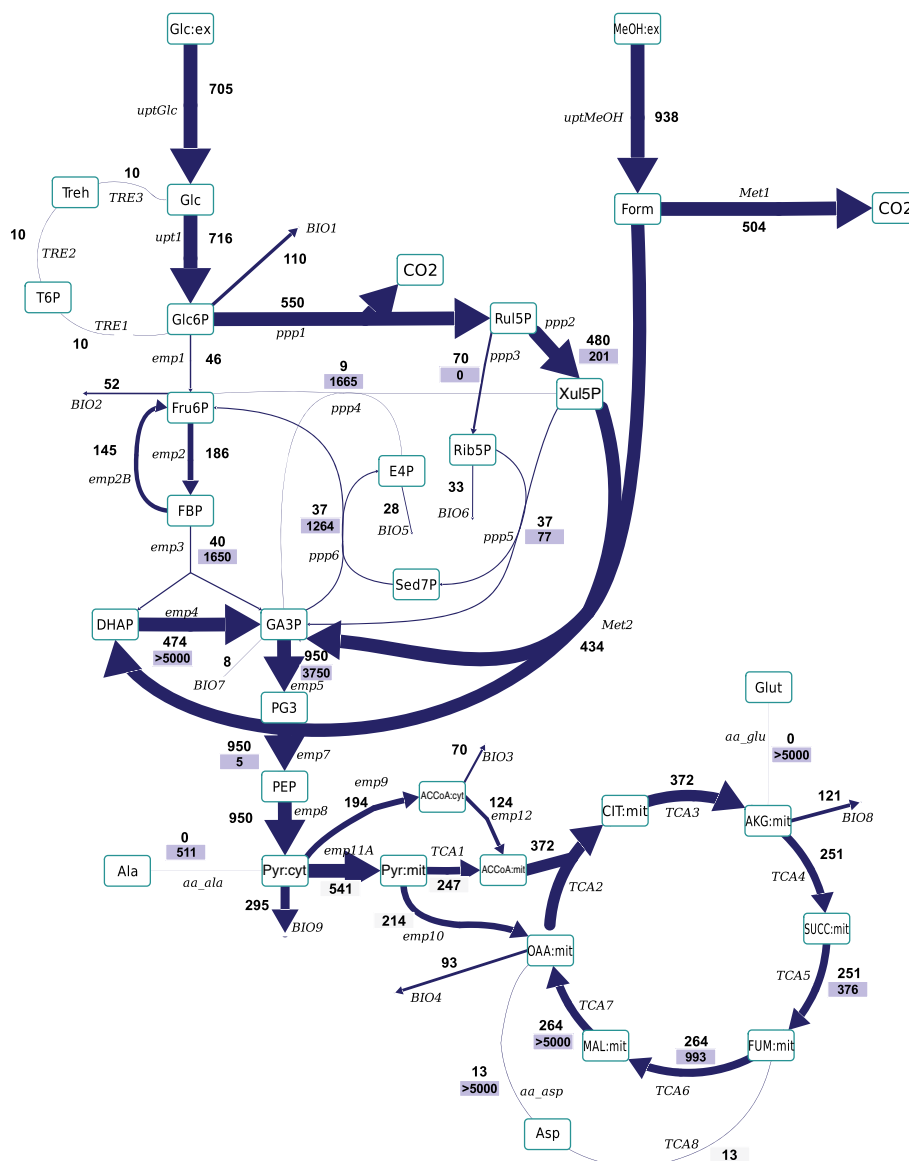 Glc:ex
MeOH:ex
705
uptGlc
uptMeOH
938
10
Treh
TRE3
Glc
Met1
Form
CO2
504
10
upt1
716
TRE2
BIO1
110
CO2
T6P
550
Glc6P
Rul5P
ppp2
TRE1
ppp1
10
480
201
emp1
46
9
1665
70
0
ppp3
52
BIO2
ppp4
Xul5P
Fru6P
145
emp2
186
emp2B
Rib5P
E4P
33
FBP
37
1264
28
BIO6
BIO5
37
77
emp3
40
1650
ppp5
ppp6
Sed7P
emp4
DHAP
GA3P
Met2
474
>5000
8
950
3750
434
BIO7
emp5
Glut
PG3
950
5
emp7
70
BIO3
aa_glu
0
>5000
372
PEP
emp9
ACCoA:cyt
121
194
124
CIT:mit
TCA3
AKG:mit
BIO8
950
emp8
emp12
0
511
emp11A
TCA1
372
251
Ala
Pyr:cyt
Pyr:mit
ACCoA:mit
TCA4
aa_ala
541
247
TCA2
295
BIO9
214
emp10
SUCC:mit
OAA:mit
93
TCA5
251
376
BIO4
TCA7
264
>5000
264
993
MAL:mit
FUM:mit
13
>5000
aa_asp
TCA6
Asp
TCA8
13